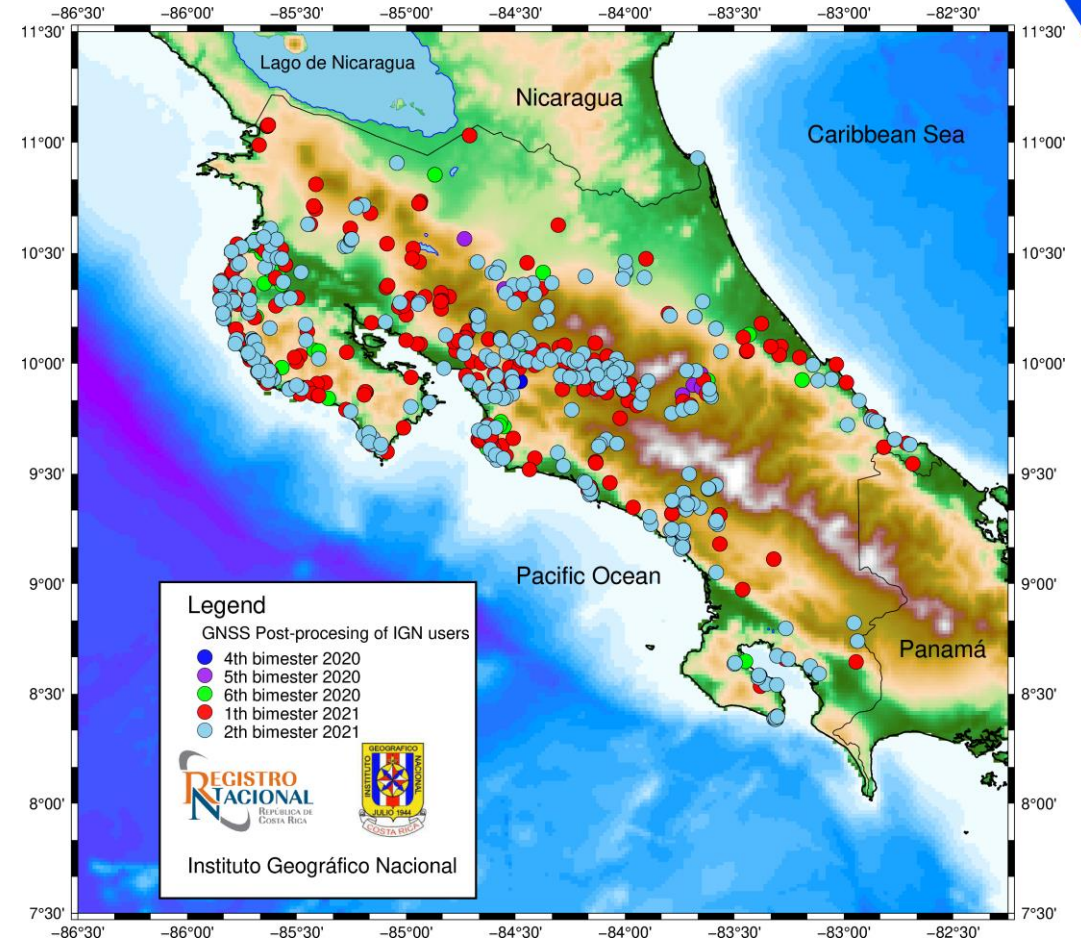 −86°30' −86°00' −85°30' −85°00' −84°30' −84°00' −83°30' −83°00' −82°30'
11°30' 11°30'
Lago de Nicaragua
Nicaragua
Caribbean Sea
11°00' 11°00'
10°30' 10°30'
10°00' 10°00'
9°30' 9°30'
9°00' 9°00'
Pacific Ocean
Panamá
Legend
GNSS Post-procesing of IGN users
4th bimester 2020
5th bimester 2020
6th bimester 2020
1th bimester 2021
2th bimester 2021
8°30' 8°30'
REGISTRO
NACIONAL
REPÚBLICA DE
COSTA RICA
INSTITUTO
GEOGRAFICO
NACIONAL
JULIO 1944
COSTA RICA
8°00' 8°00'
Instituto Geográfico Nacional
7°30' 7°30'
−86°30' −86°00' −85°30' −85°00' −84°30' −84°00' −83°30' −83°00' −82°30'